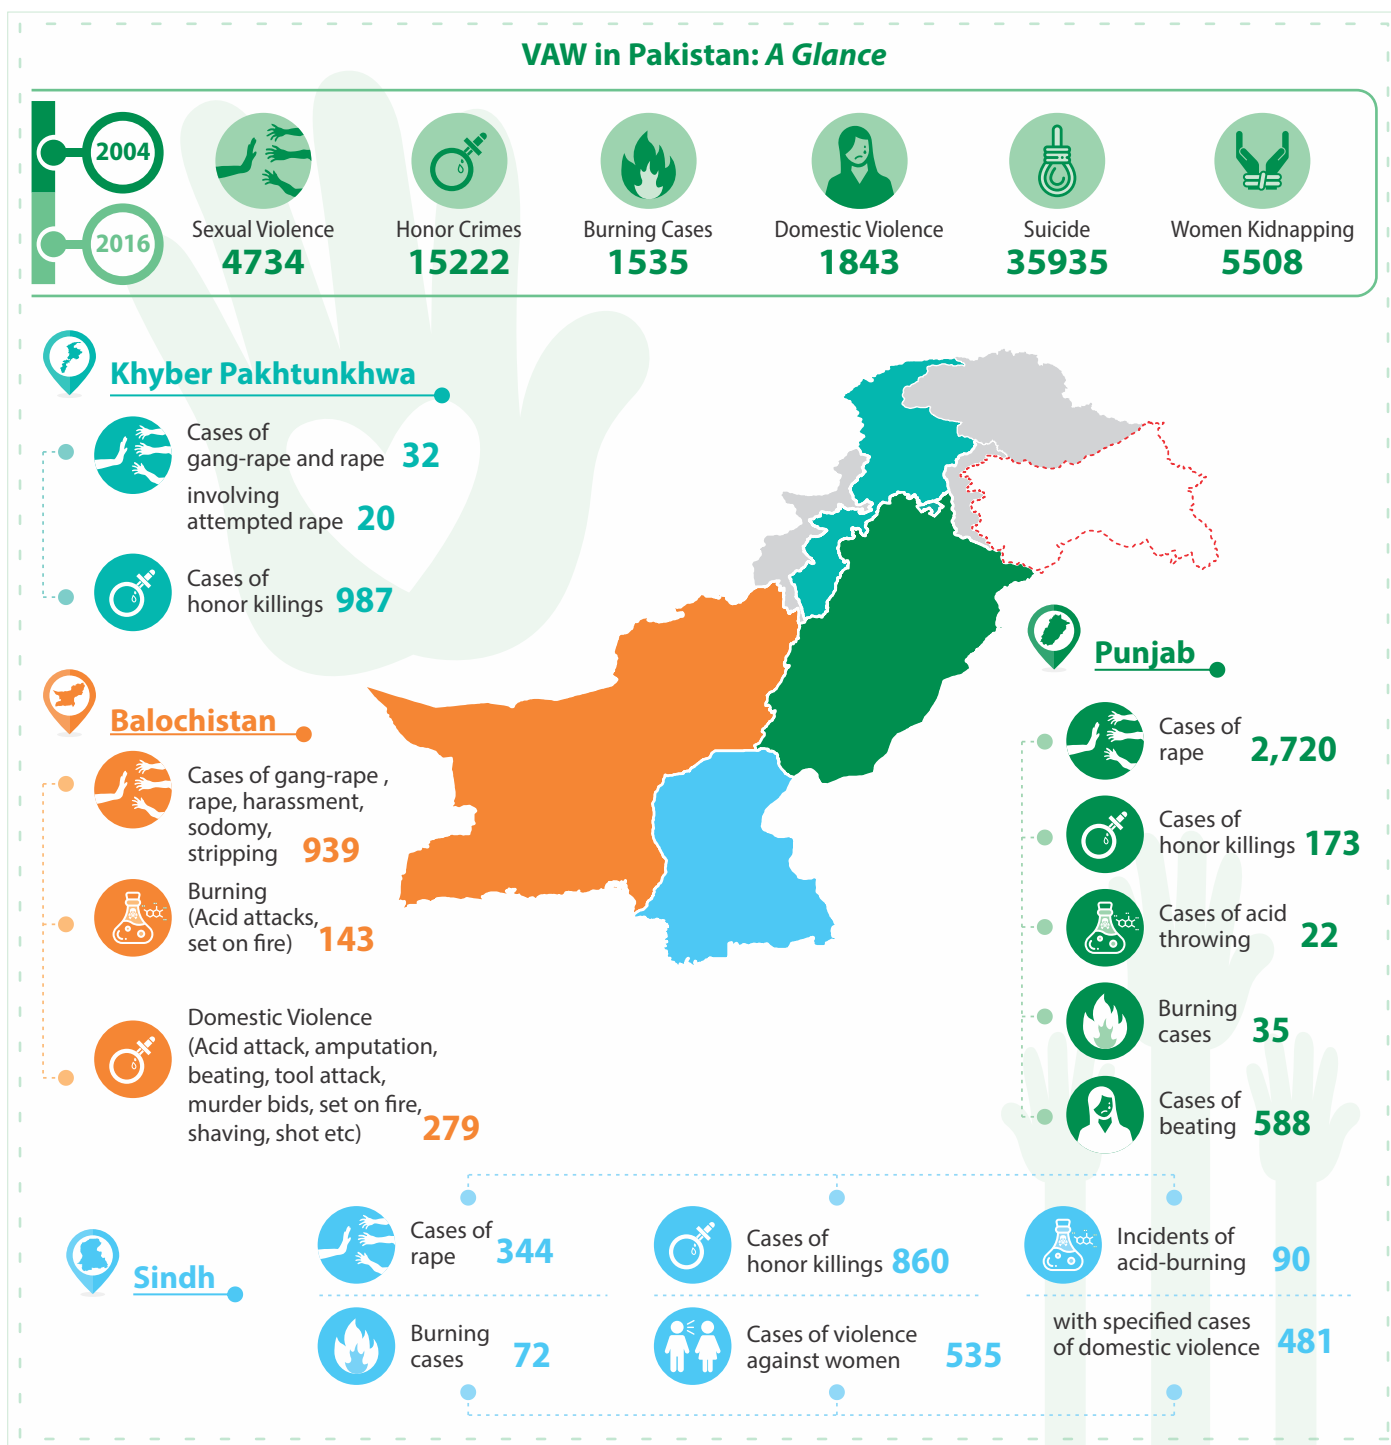 VAW in Pakistan: A Glance
2004
2016
Sexual Violence
4734
Honor Crimes
15222
Burning Cases
1535
Domestic Violence
1843
Suicide
35935
Women Kidnapping
5508
Khyber Pakhtunkhwa
Cases of
gang-rape and rape 32
involving
attempted rape 20
Cases of
honor killings 987
Balochistan
Cases of gang-rape ,
rape, harassment,
sodomy,
stripping 939
Burning
(Acid attacks,
set on fire) 143
Domestic Violence
(Acid attack, amputation,
beating, tool attack,
murder bids, set on fire,
shaving, shot etc) 279
Punjab
Cases of
rape 2,720
Cases of
honor killings 173
Cases of acid
throwing 22
Burning
cases 35
Cases of
beating 588
Sindh
Cases of
rape 344
Burning
cases 72
Cases of
honor killings 860
Cases of violence
against women 535
Incidents of
acid-burning 90
with specified cases
of domestic violence 481